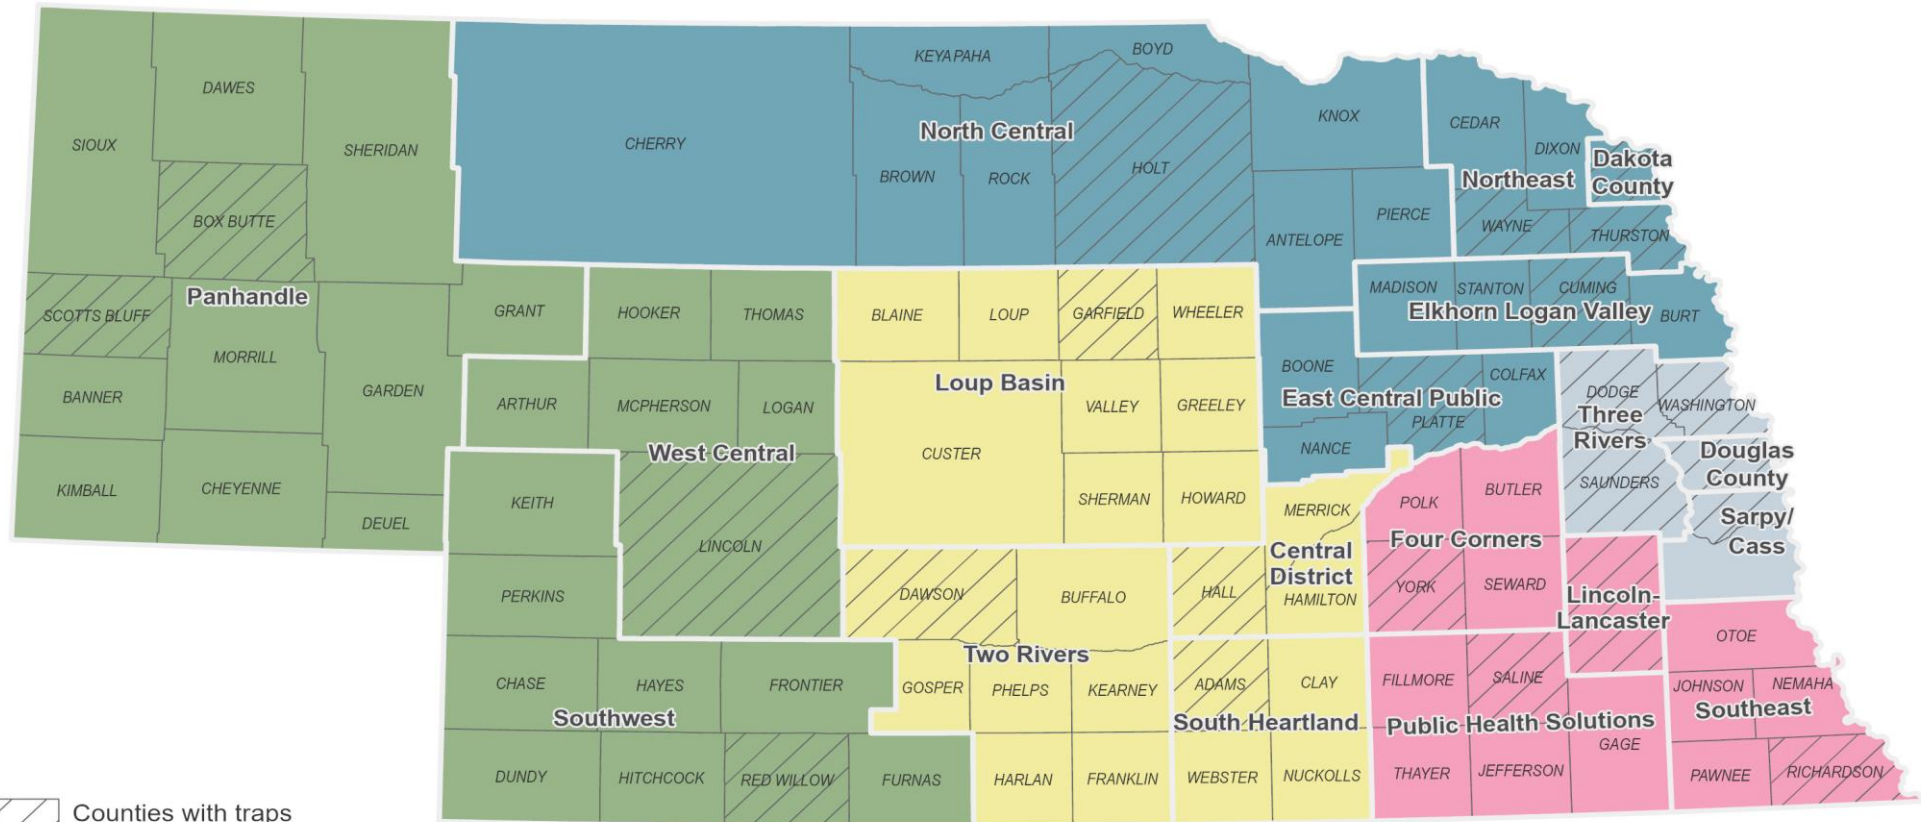 SIOUX
DAWES
SHERIDAN
BOX BUTTE
Panhandle
SCOTTS BLUFF
MORRILL
GARDEN
GRANT
BANNER
KIMBALL
CHEYENNE
DEUEL
CHERRY
KEYA PAHA
BOYD
North Central
BROWN
ROCK
HOLT
KNOX
ANTELOPE
PIERCE
CEDAR
DIXON
Dakota
County
Northeast
WAYNE
THURSTON
MADISON
STANTON
CUMING
Elkhorn Logan Valley
BURT
HOOKER
THOMAS
ARTHUR
MCPHERSON
LOGAN
West Central
LINCOLN
BLAINE
LOUP
GARFIELD
WHEELER
Loup Basin
CUSTER
VALLEY
GREELEY
SHERMAN
HOWARD
BOONE
COLFAX
East Central Public
PLATTE
NANCE
DODGE
WASHINGTON
Three
Rivers
SAUNDERS
Douglas
County
Sarpy/
Cass
KEITH
PERKINS
CHASE
HAYES
FRONTIER
Southwest
DUNDY
HITCHCOCK
RED WILLOW
FURNAS
DAWSON
BUFFALO
Two Rivers
GOSPER
PHELPS
KEARNEY
HARLAN
FRANKLIN
MERRICK
Central
District
HALL
HAMILTON
ADAMS
CLAY
South Heartland
WEBSTER
NUCKOLLS
POLK
BUTLER
Four Corners
YORK
SEWARD
Lincoln-
Lancaster
FILLMORE
SALINE
Public Health Solutions
GAGE
THAYER
JEFFERSON
OTOE
JOHNSON
NEMAHA
Southeast
PAWNEE
RICHARDSON
Counties with traps